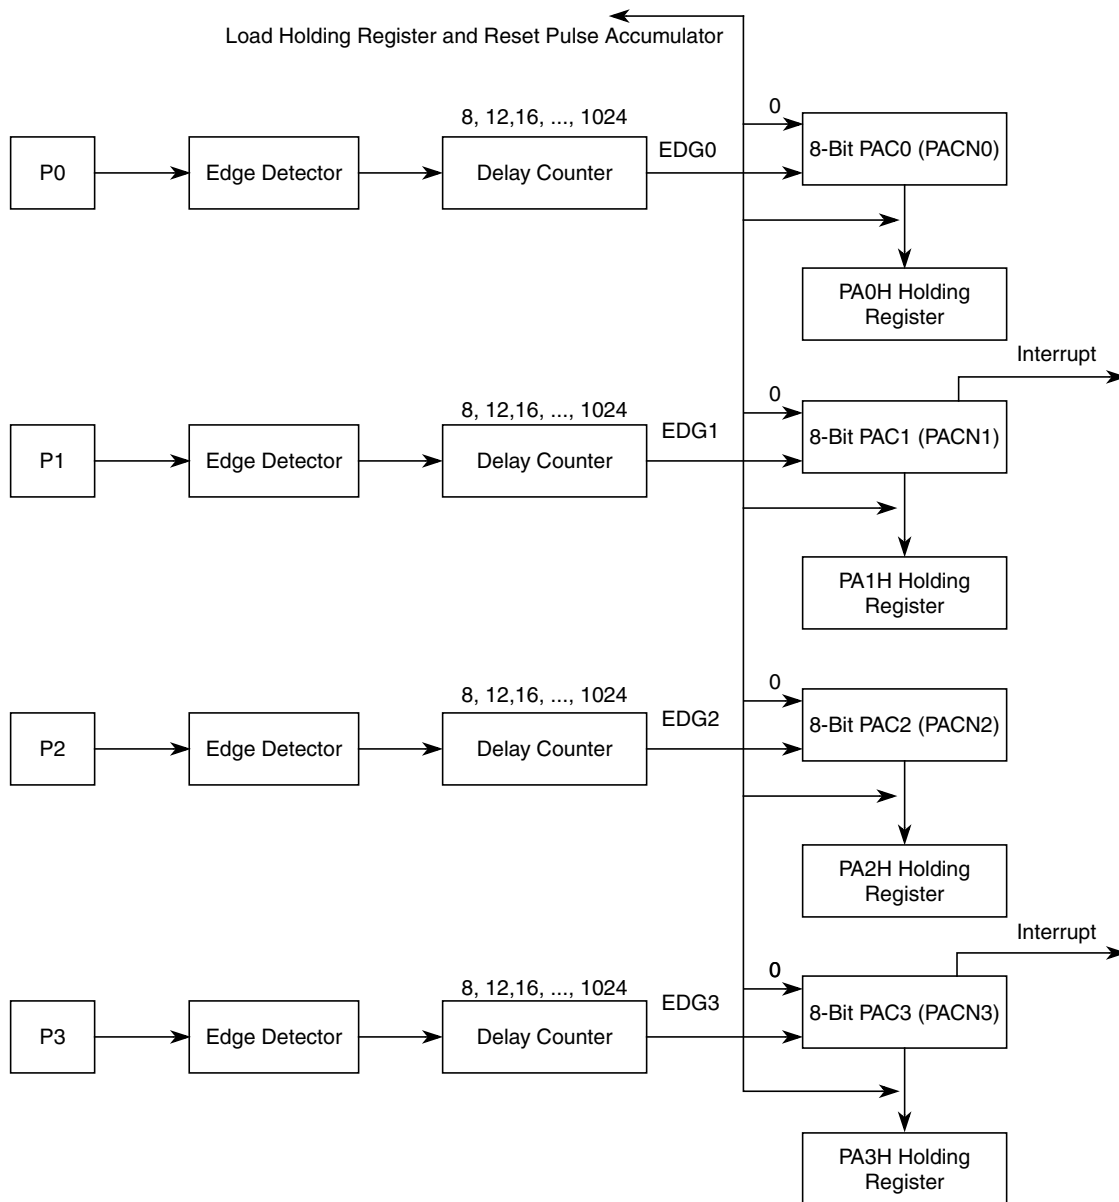 Load Holding Register and Reset Pulse Accumulator
8, 12,16, ..., 1024
0
P0
Edge Detector
Delay Counter
EDG0
8-Bit PAC0 (PACN0)
PA0H Holding
Register
Interrupt
8, 12,16, ..., 1024
0
P1
Edge Detector
Delay Counter
EDG1
8-Bit PAC1 (PACN1)
PA1H Holding
Register
8, 12,16, ..., 1024
0
P2
Edge Detector
Delay Counter
EDG2
8-Bit PAC2 (PACN2)
PA2H Holding
Register
Interrupt
8, 12,16, ..., 1024
0
P3
Edge Detector
Delay Counter
EDG3
8-Bit PAC3 (PACN3)
PA3H Holding
Register